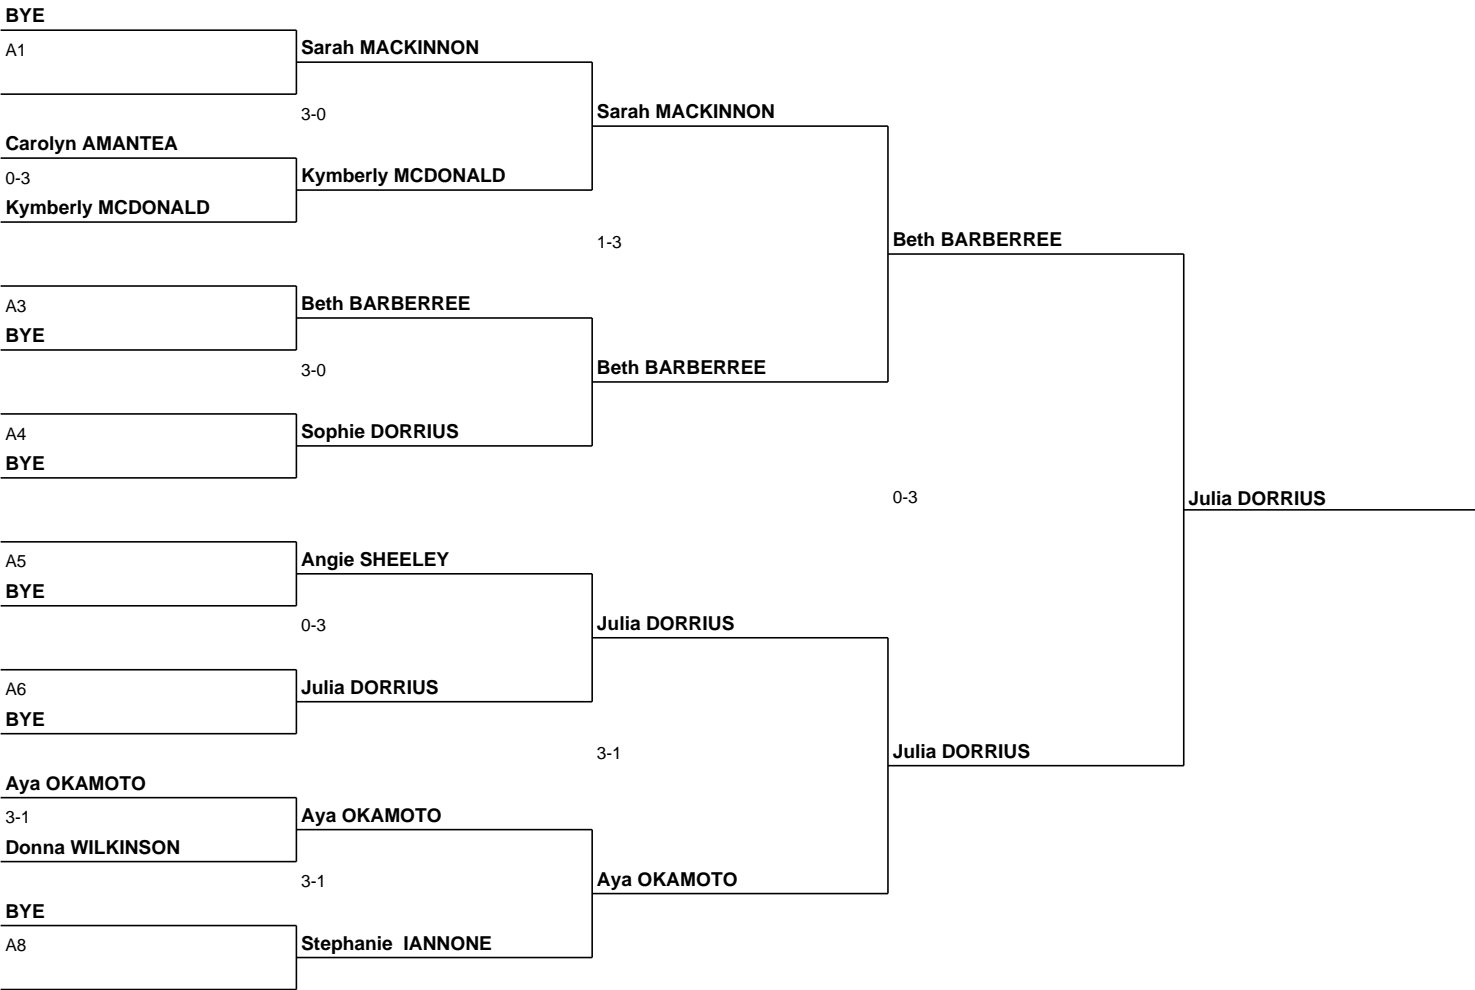 BYE
A1
Sarah MACKINNON
3-0
Sarah MACKINNON
Carolyn AMANTEA
0-3
Kymberly MCDONALD
Kymberly MCDONALD
1-3
Beth BARBERREE
A3
Beth BARBERREE
BYE
3-0
Beth BARBERREE
A4
Sophie DORRIUS
BYE
0-3
Julia DORRIUS
A5
Angie SHEELEY
BYE
0-3
Julia DORRIUS
A6
Julia DORRIUS
BYE
3-1
Julia DORRIUS
Aya OKAMOTO
3-1
Aya OKAMOTO
Donna WILKINSON
3-1
Aya OKAMOTO
BYE
A8
Stephanie  IANNONE